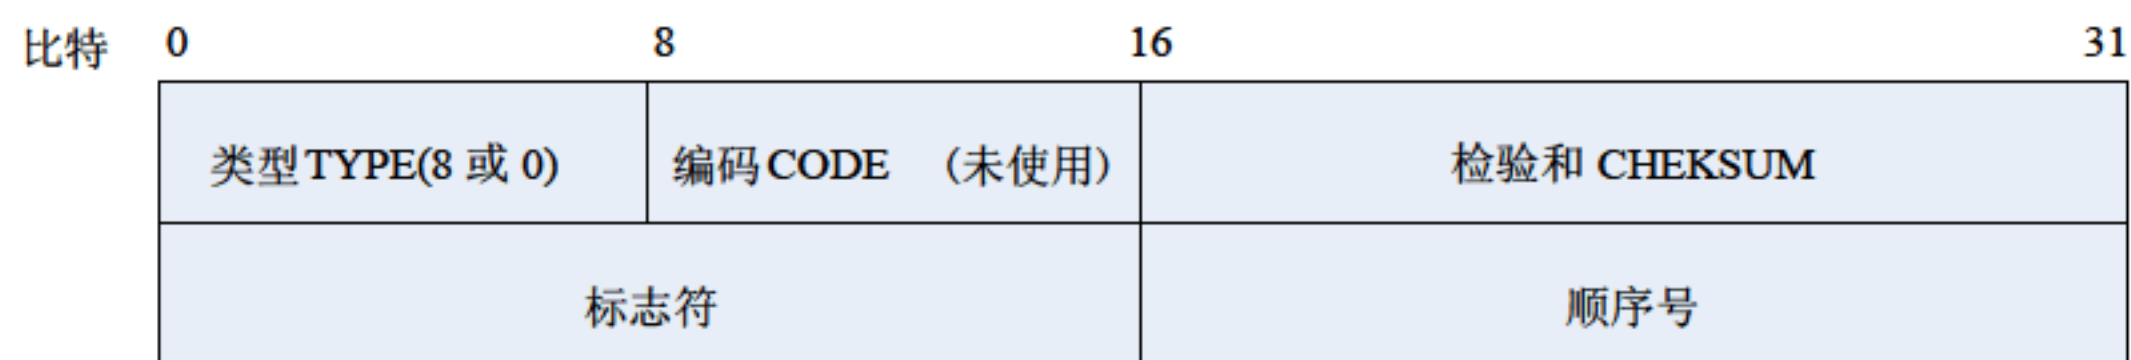 比特 0 8 16 31
类型TYPE(8 或 0) 编码CODE （未使用） 检验和 CHEKSUM
标志符 顺序号